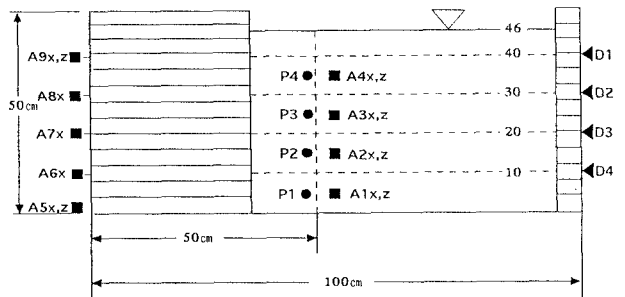 46
A9x,z 40 D1
P4 A4x,z
50cm A8x 30 D2
P3 A3x,z
A7x 20 D3
P2 A2x,z
A6x 10 D4
P1 A1x,z
A5x,z
50cm
100cm